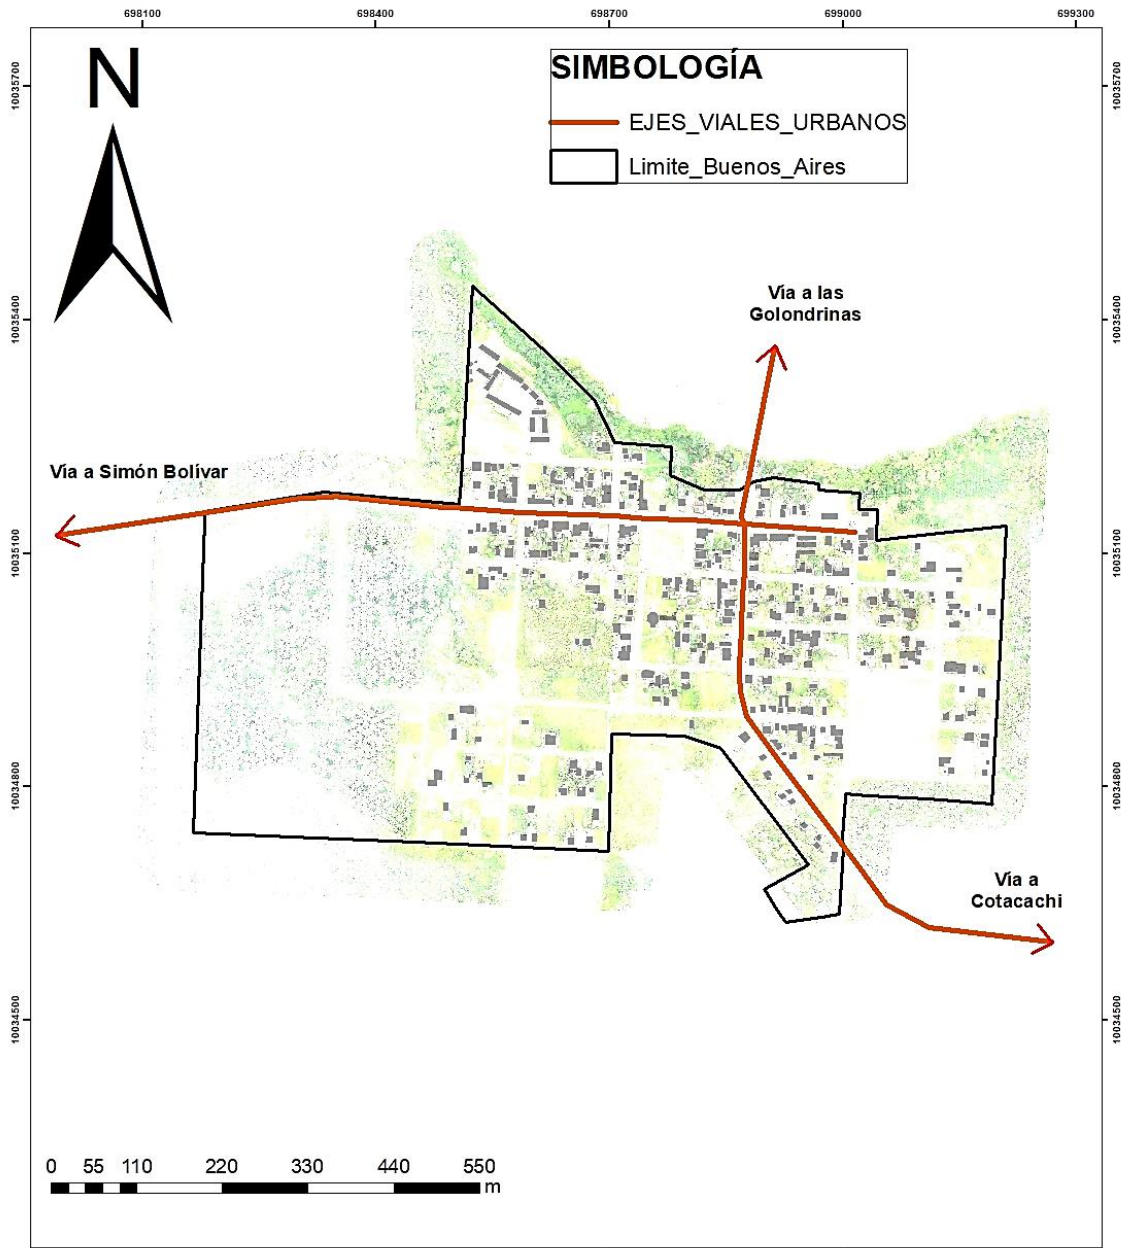 698100 698400 698700 699000 699300
N
SIMBOLOGÍA
EJES_VIALES_URBANOS
Limite_Buenos_Aires
10035700 10035700
Vía a las
Golondrinas
10035400 10035400
Vía a Simón Bolívar
10035100 10035100
10034800 10034800
Vía a
Cotacachi
10034500 10034500
0 55 110 220 330 440 550
m